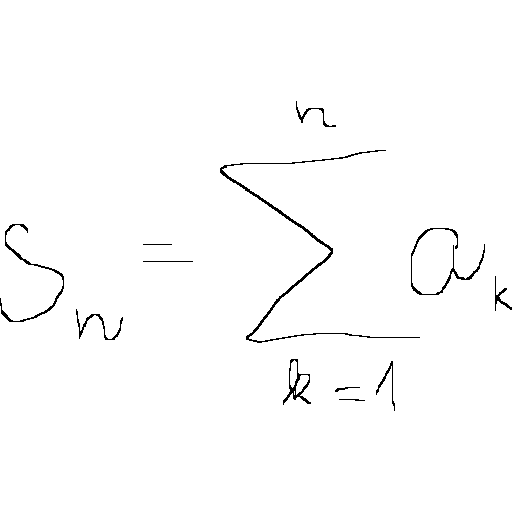 $S_n = \sum_{k=1}^{n} a_k$